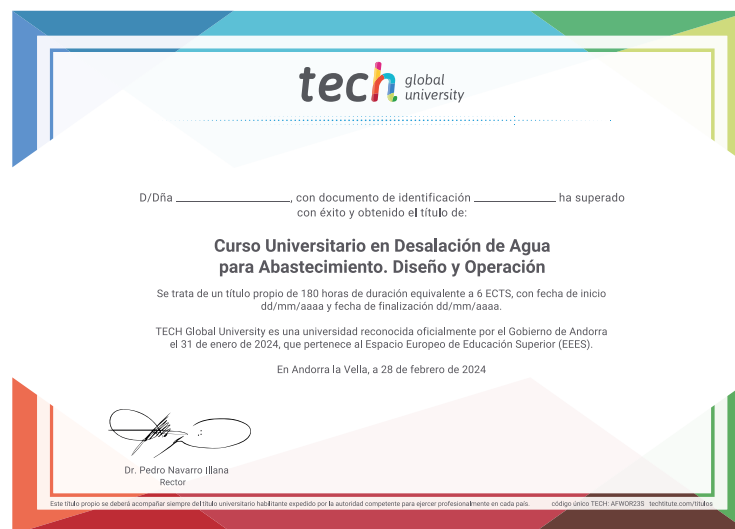 tech global university
D/Dña ____________, con documento de identificación ____________ ha superado
con éxito y obtenido el título de:
Curso Universitario en Desalación de Agua
para Abastecimiento. Diseño y Operación
Se trata de un título propio de 180 horas de duración equivalente a 6 ECTS, con fecha de inicio
dd/mm/aaaa y fecha de finalización dd/mm/aaaa.
TECH Global University es una universidad reconocida oficialmente por el Gobierno de Andorra
el 31 de enero de 2024, que pertenece al Espacio Europeo de Educación Superior (EEES).
En Andorra la Vella, a 28 de febrero de 2024
Dr. Pedro Navarro Illana
Rector
Este título propio se deberá acompañar siempre del título universitario habilitante expedido por la autoridad competente para ejercer profesionalmente en cada país. código único TECH: AFWOR23S techtitute.com/titulos